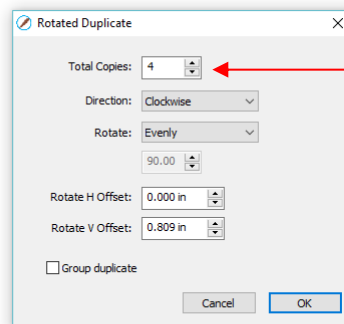 Rotated Duplicate
Total Copies: 4
Direction: Clockwise
Rotate: Evenly
90.00
Rotate H Offset: 0.000 in
Rotate V Offset: 0.809 in
Group duplicate
Cancel OK